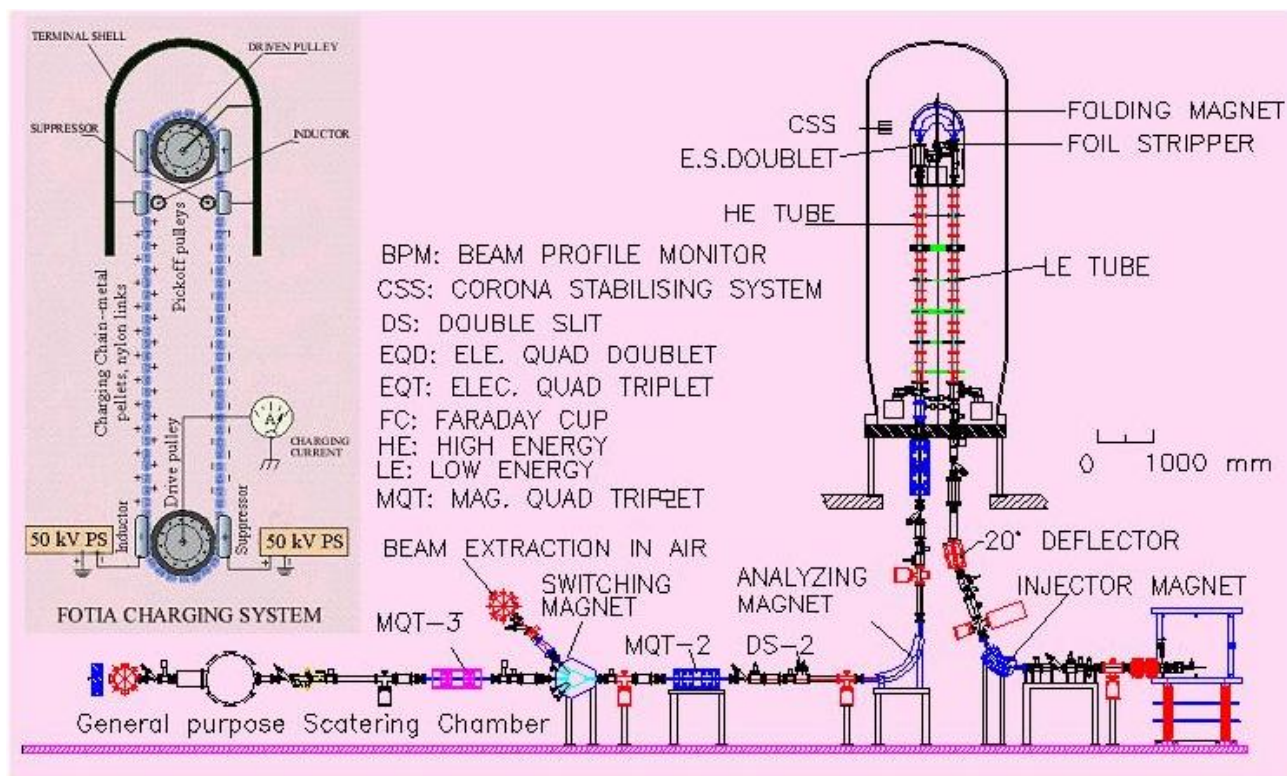 TERMINAL SHELL
DRIVEN PULLEY
SUPPRESSOR
INDUCTOR
Pickoff pulleys
Charging Chain--metal
pellets, nylon links
Drive pulley
A
CHARGING
CURRENT
Inductor
Suppressor
50 kV PS
50 kV PS
FOTIA CHARGING SYSTEM
CSS
E.S.DOUBLET
HE TUBE
FOLDING MAGNET
FOIL STRIPPER
LE TUBE
BPM: BEAM PROFILE MONITOR
CSS: CORONA STABILISING SYSTEM
DS: DOUBLE SLIT
EQD: ELE. QUAD DOUBLET
EQT: ELEC. QUAD TRIPLET
FC: FARADAY CUP
HE: HIGH ENERGY
LE: LOW ENERGY
MQT: MAG. QUAD TRIPLET
0 1000 mm
BEAM EXTRACTION IN AIR
SWITCHING
MAGNET
ANALYZING
MAGNET
20° DEFLECTOR
INJECTOR MAGNET
MQT-3
MQT-2
DS-2
General purpose Scatering Chamber